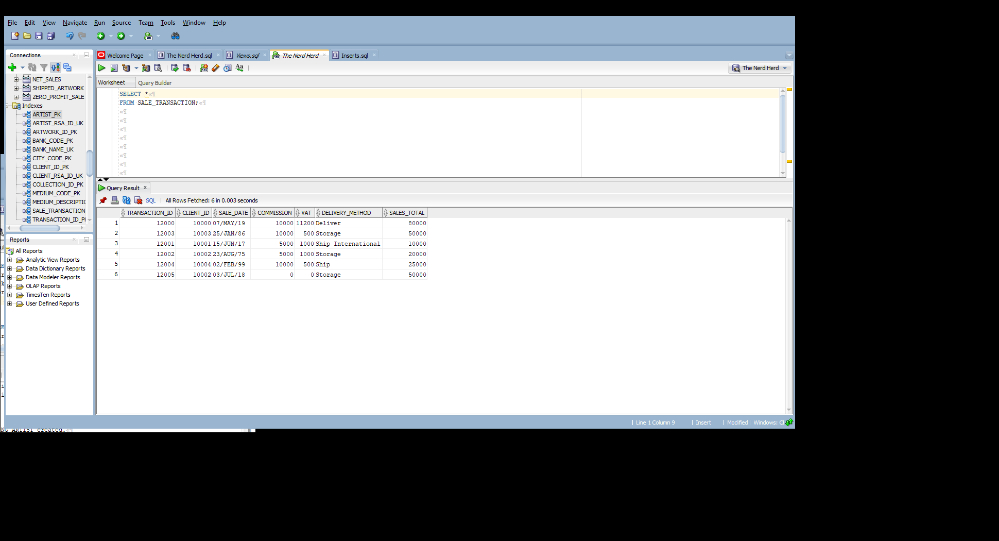 File Edit View Navigate Run Source Team Tools Window Help
Connections
NET_SALES
SHIPPED_ARTWORK
ZERO_PROFIT_SALE
Indexes
ARTIST_PK
ARTIST_RSA_ID_UK
ARTWORK_ID_PK
BANK_CODE_PK
BANK_NAME_UK
CITY_CODE_PK
CLIENT_ID_PK
CLIENT_RSA_ID_UK
COLLECTION_ID_PK
MEDIUM_CODE_PK
MEDIUM_DESCRIPTIO
SALE_TRANSACTION
TRANSACTION_ID_P
Reports
All Reports
Analytic View Reports
Data Dictionary Reports
Data Modeler Reports
OLAP Reports
TimesTen Reports
User Defined Reports
Welcome Page The Nerd Herd.sql Views.sql The Nerd Herd Inserts.sql
The Nerd Herd
Worksheet Query Builder
SELECT *
FROM SALE_TRANSACTION;
Query Result
SQL All Rows Fetched: 6 in 0.003 seconds
TRANSACTION_ID CLIENT_ID SALE_DATE COMMISSION VAT DELIVERY_METHOD SALES_TOTAL
1 12000 10000 07/MAY/19 10000 11200 Deliver 80000
2 12003 10003 25/JAN/86 10000 500 Storage 50000
3 12001 10001 15/JUN/17 5000 1000 Ship International 10000
4 12002 10002 23/AUG/75 5000 1000 Storage 20000
5 12004 10004 02/FEB/99 10000 500 Ship 25000
6 12005 10002 03/JUL/18 0 0 Storage 50000
Line 1 Column 9 Insert Modified Windows: C
NG ARTIST created.